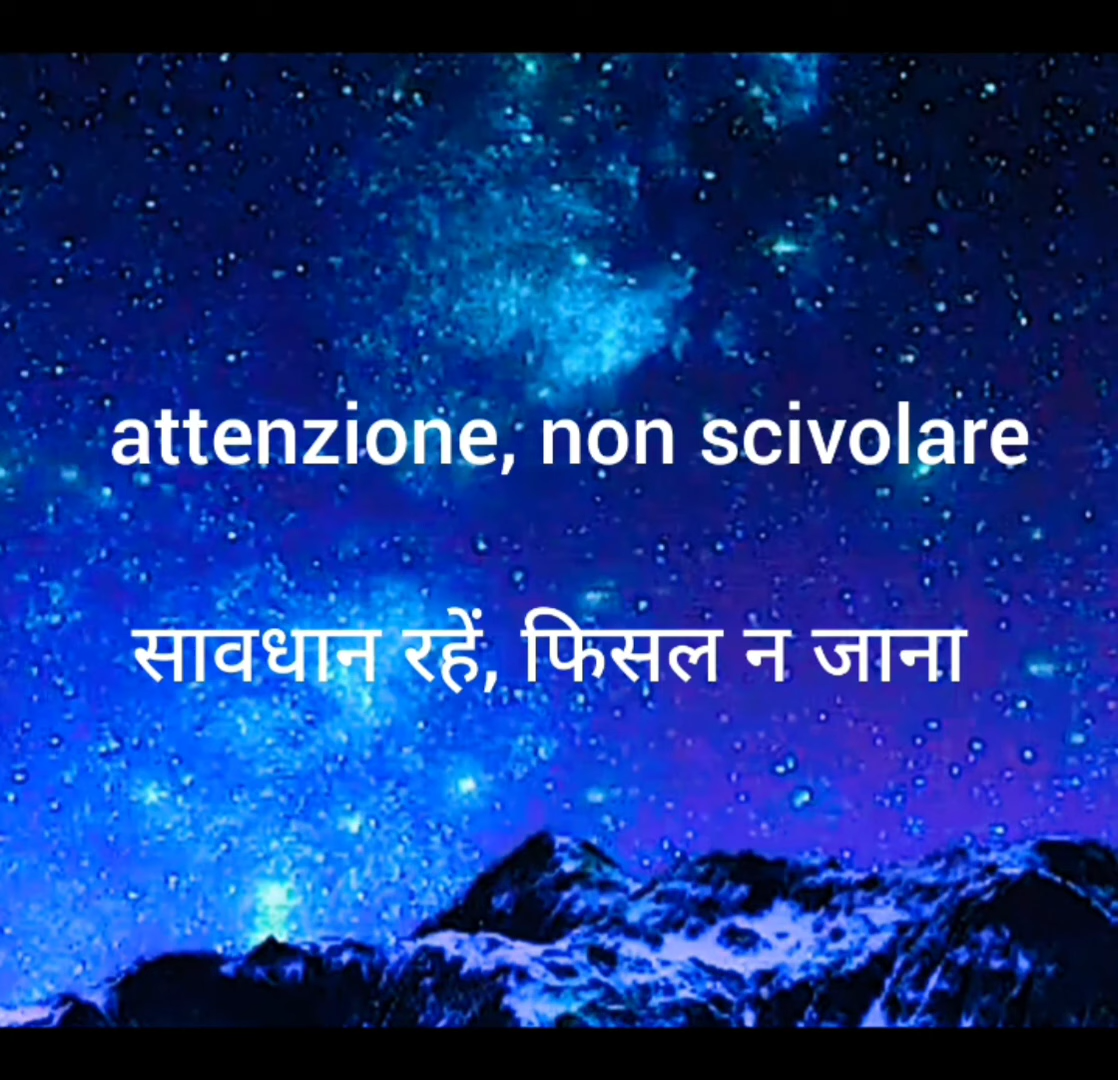 attenzione, non scivolare
सावधान रहें, फिसल न जाना